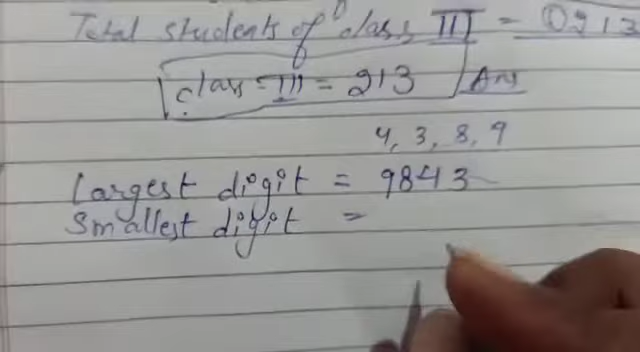 Total students of class III = 0213
class-III = 213 Ans
4, 3, 8, 9
Largest digit = 9843
Smallest digit =